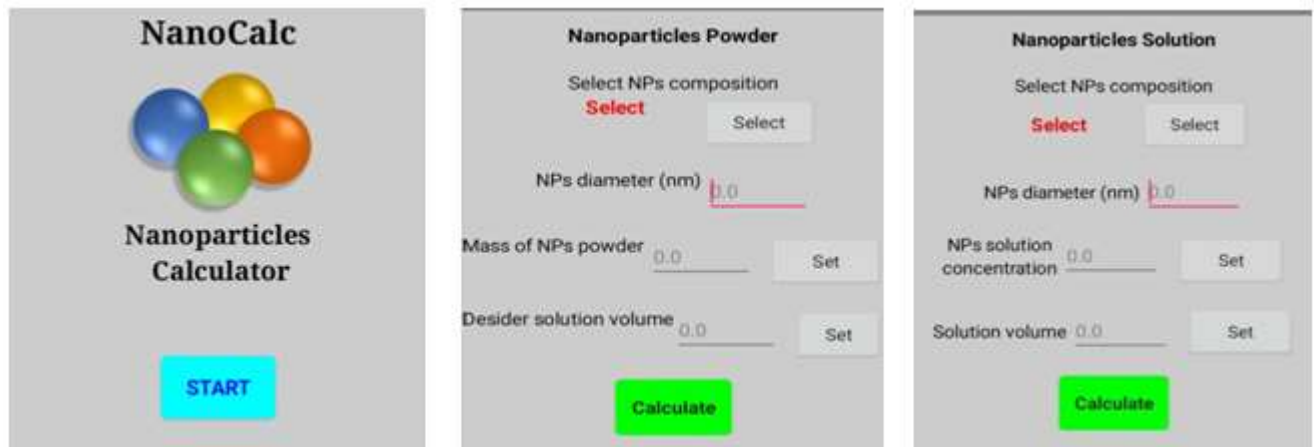 NanoCalc
Nanoparticles
Calculator
START
Nanoparticles Powder
Select NPs composition
Select
Select
NPs diameter (nm) 0.0
Mass of NPs powder 0.0 Set
Desider solution volume 0.0 Set
Calculate
Nanoparticles Solution
Select NPs composition
Select Select
NPs diameter (nm) 0.0
NPs solution
concentration 0.0 Set
Solution volume 0.0 Set
Calculate